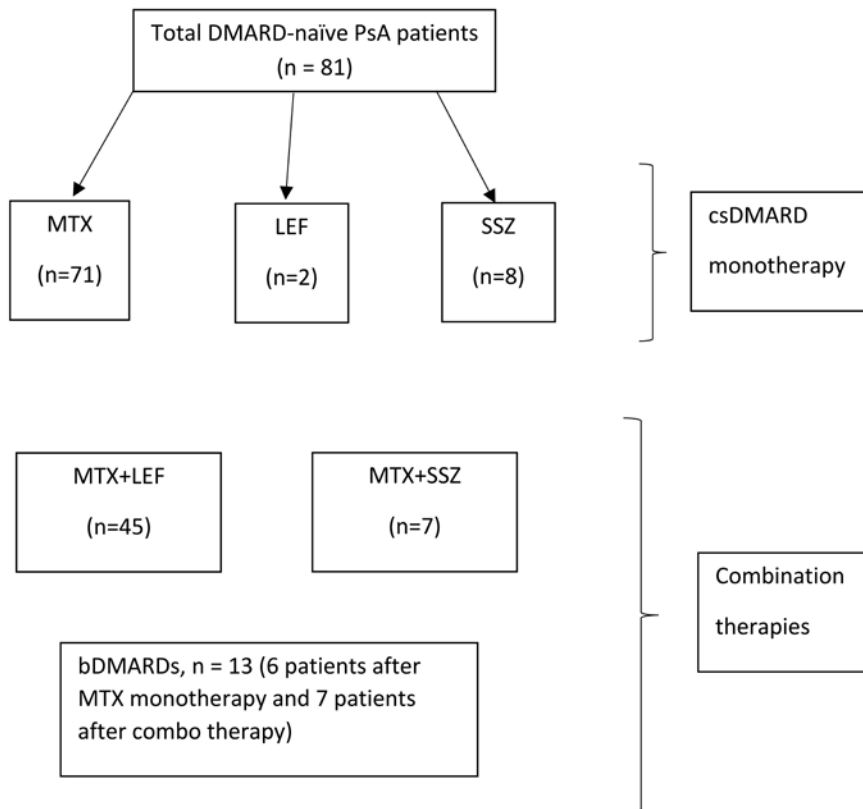 Total DMARD-naïve PsA patients
(n = 81)
MTX
(n=71)
LEF
(n=2)
SSZ
(n=8)
csDMARD
monotherapy
MTX+LEF
(n=45)
MTX+SSZ
(n=7)
Combination
therapies
bDMARDs, n = 13 (6 patients after
MTX monotherapy and 7 patients
after combo therapy)